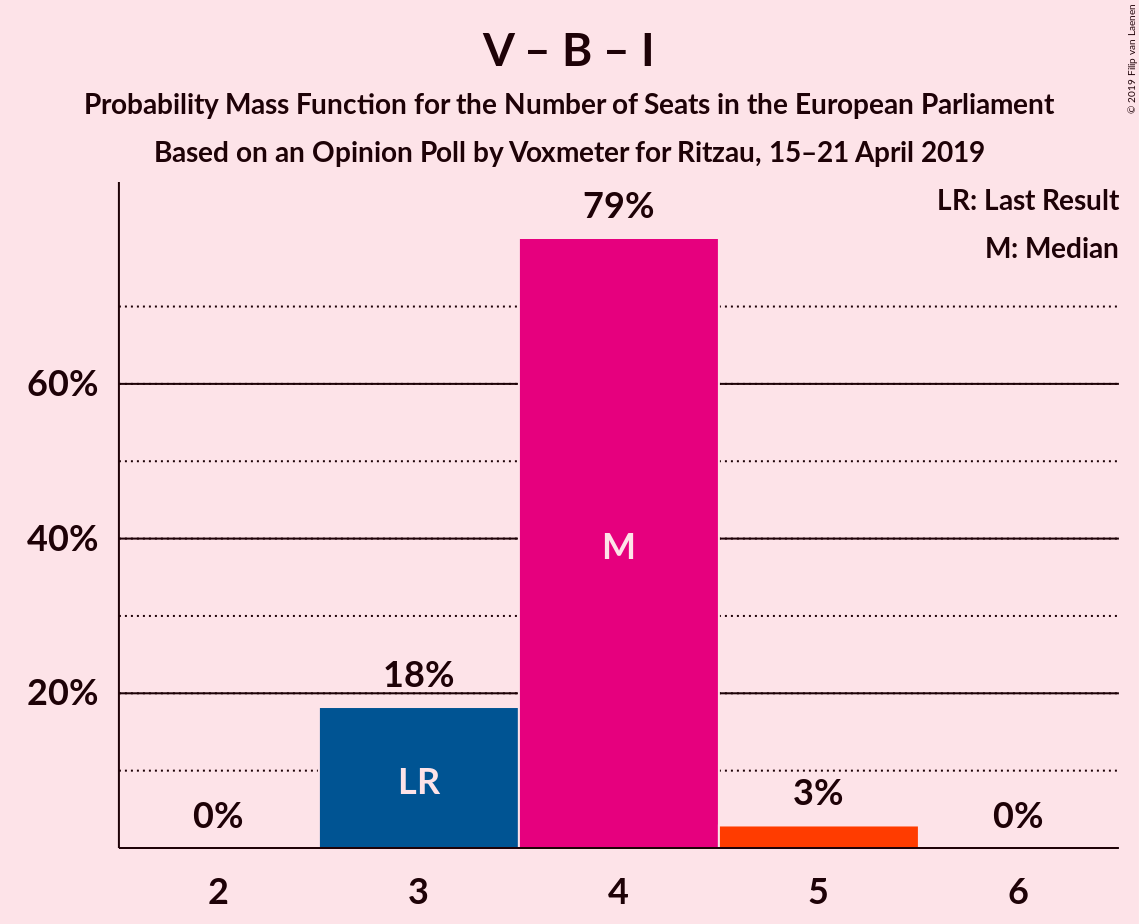 V – B – I
Probability Mass Function for the Number of Seats in the European Parliament
Based on an Opinion Poll by Voxmeter for Ritzau, 15–21 April 2019
© 2019 Filip van Laenen
LR: Last Result
M: Median
79%
60%
40%
20%
M
18%
LR
0%
3%
0%
2
3
4
5
6